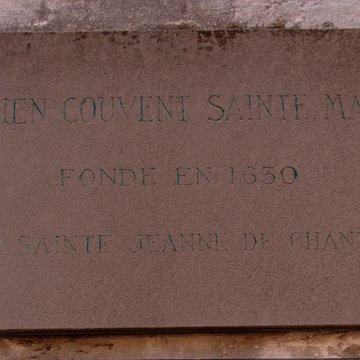 IEN COUVENT SAINTE MA
FONDE EN 1630
SAINTE JEANNE DE CHAN